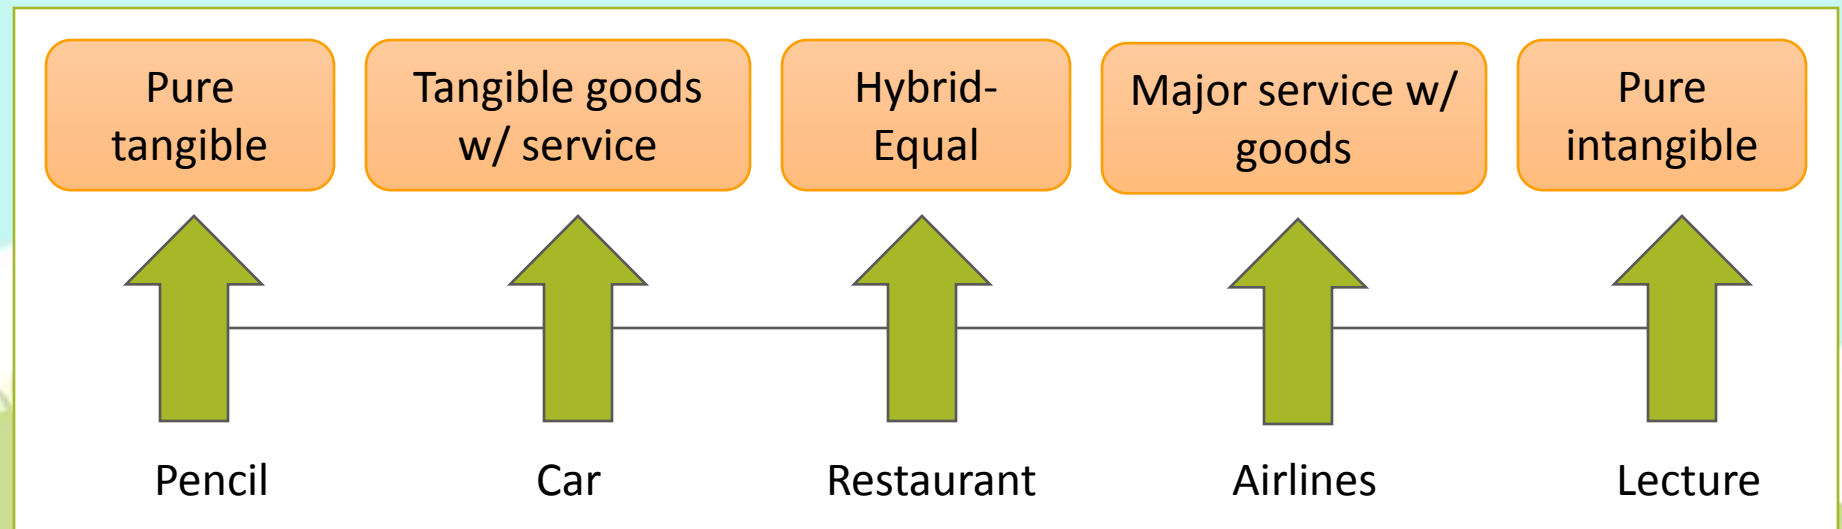 Pure
tangible
Tangible goods
w/ service
Hybrid-
Equal
Major service w/
goods
Pure
intangible
Pencil
Car
Restaurant
Airlines
Lecture